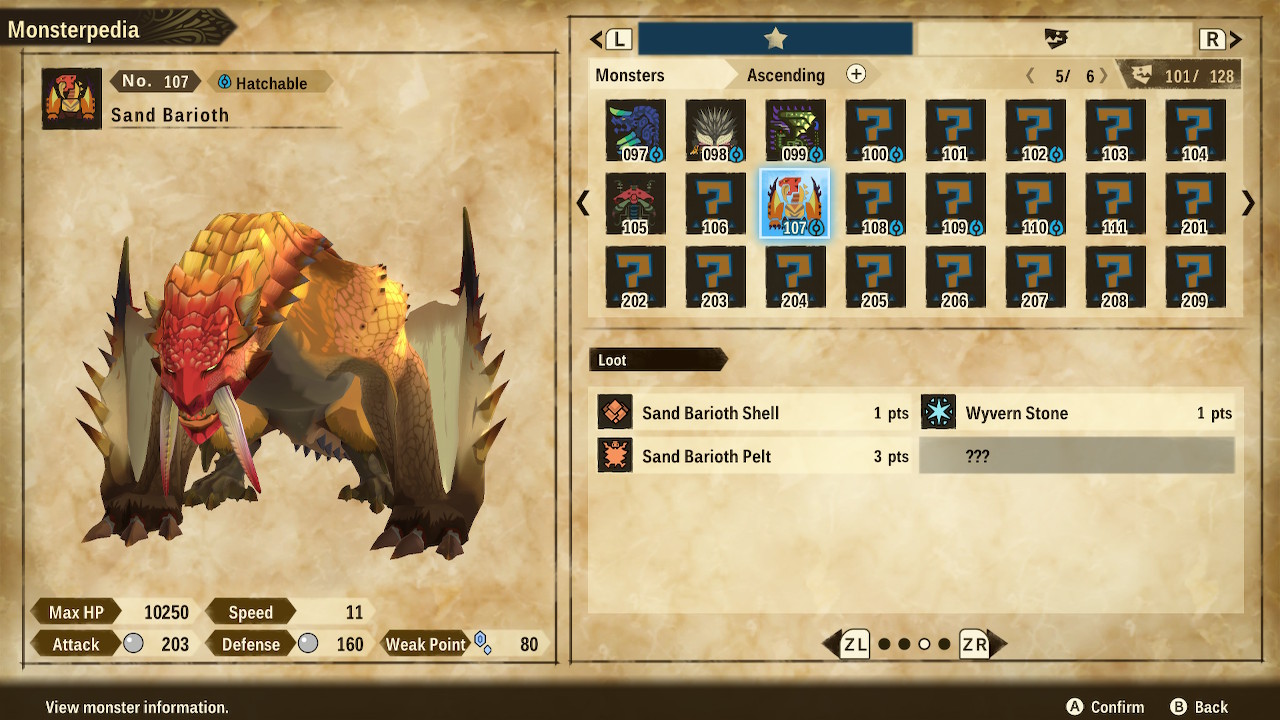 Monsterpedia
No. 107
Hatchable
Sand Barioth
Max HP 10250
Speed 11
Attack 203
Defense 160
Weak Point 80
L
R
Monsters
Ascending
5/ 6
101/ 128
097 098 099 100 101 102 103 104
105 106 107 108 109 110 111 201
202 203 204 205 206 207 208 209
Loot
Sand Barioth Shell 1 pts
Wyvern Stone 1 pts
Sand Barioth Pelt 3 pts
???
ZL
ZR
View monster information.
A Confirm
B Back